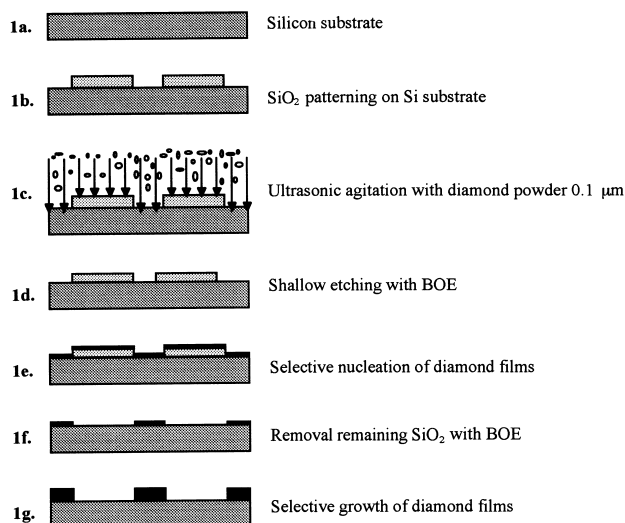 1a. Silicon substrate
1b. SiO₂ patterning on Si substrate
1c. Ultrasonic agitation with diamond powder 0.1 μm
1d. Shallow etching with BOE
1e. Selective nucleation of diamond films
1f. Removal remaining SiO₂ with BOE
1g. Selective growth of diamond films